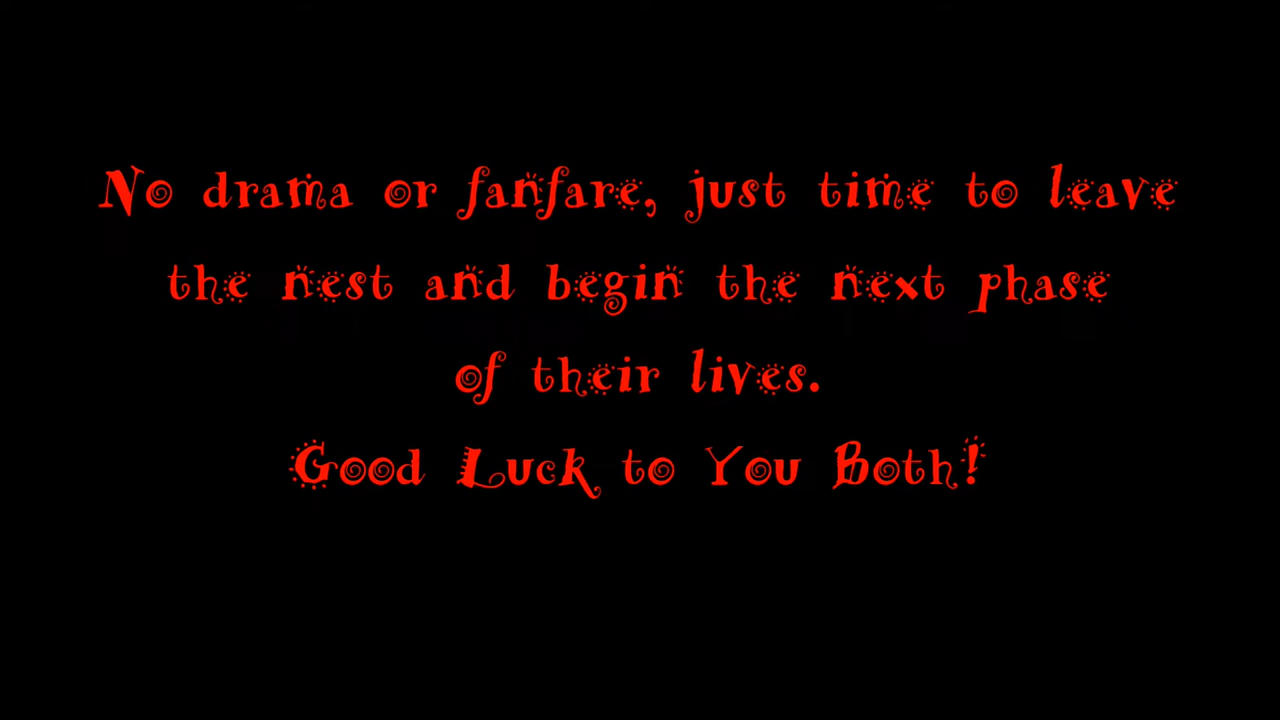 No drama or fanfare, just time to leave
the nest and begin the next phase
of their lives.
Good Luck to You Both!